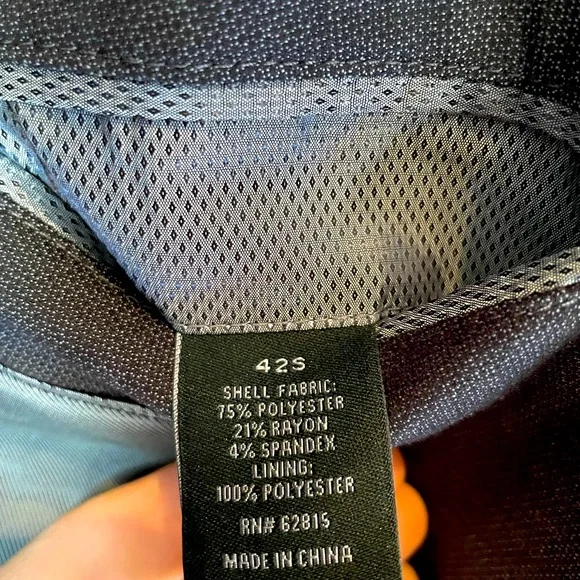 42S
SHELL FABRIC:
75% POLYESTER
21% RAYON
4% SPANDEX
LINING:
100% POLYESTER
RN# 62815
MADE IN CHINA